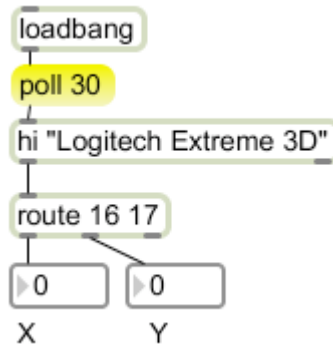 loadbang
poll 30
hi "Logitech Extreme 3D"
route 16 17
0 0
X Y